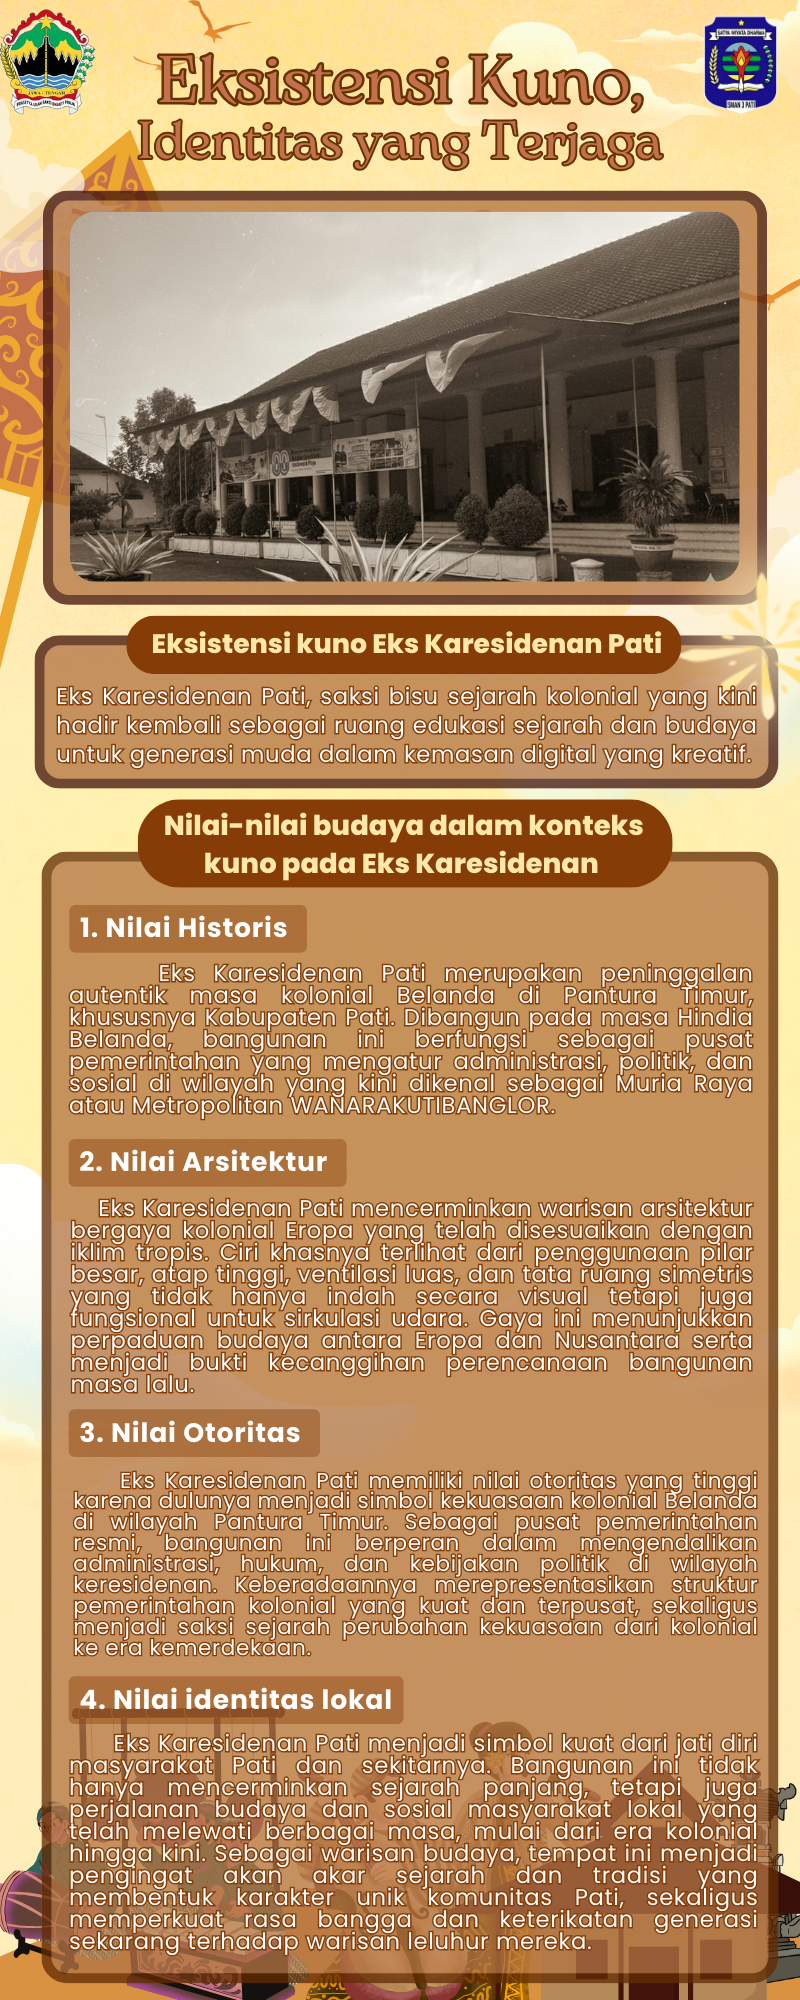 JAWA - TENGAH
SATYA WIYATA DHARMA
SMAN 3 PATI
Eksistensi Kuno,
Identitas yang Terjaga
80
Eksistensi kuno Eks Karesidenan Pati
Eks Karesidenan Pati, saksi bisu sejarah kolonial yang kini
hadir kembali sebagai ruang edukasi sejarah dan budaya
untuk generasi muda dalam kemasan digital yang kreatif.
Nilai-nilai budaya dalam konteks
kuno pada Eks Karesidenan
1. Nilai Historis
Eks Karesidenan Pati merupakan peninggalan
autentik masa kolonial Belanda di Pantura Timur,
khususnya Kabupaten Pati. Dibangun pada masa Hindia
Belanda, bangunan ini berfungsi sebagai pusat
pemerintahan yang mengatur administrasi, politik, dan
sosial di wilayah yang kini dikenal sebagai Muria Raya
atau Metropolitan WANARAKUTIBANGLOR.
2. Nilai Arsitektur
Eks Karesidenan Pati mencerminkan warisan arsitektur
bergaya kolonial Eropa yang telah disesuaikan dengan
iklim tropis. Ciri khasnya terlihat dari penggunaan pilar
besar, atap tinggi, ventilasi luas, dan tata ruang simetris
yang tidak hanya indah secara visual tetapi juga
fungsional untuk sirkulasi udara. Gaya ini menunjukkan
perpaduan budaya antara Eropa dan Nusantara serta
menjadi bukti kecanggihan perencanaan bangunan
masa lalu.
3. Nilai Otoritas
Eks Karesidenan Pati memiliki nilai otoritas yang tinggi
karena dulunya menjadi simbol kekuasaan kolonial Belanda
di wilayah Pantura Timur. Sebagai pusat pemerintahan
resmi, bangunan ini berperan dalam mengendalikan
administrasi, hukum, dan kebijakan politik di wilayah
keresidenan. Keberadaannya merepresentasikan struktur
pemerintahan kolonial yang kuat dan terpusat, sekaligus
menjadi saksi sejarah perubahan kekuasaan dari kolonial
ke era kemerdekaan.
4. Nilai identitas lokal
Eks Karesidenan Pati menjadi simbol kuat dari jati diri
masyarakat Pati dan sekitarnya. Bangunan ini tidak
hanya mencerminkan sejarah panjang, tetapi juga
perjalanan budaya dan sosial masyarakat lokal yang
telah melewati berbagai masa, mulai dari era kolonial
hingga kini. Sebagai warisan budaya, tempat ini menjadi
pengingat akan akar sejarah dan tradisi yang
membentuk karakter unik komunitas Pati, sekaligus
memperkuat rasa bangga dan keterikatan generasi
sekarang terhadap warisan leluhur mereka.